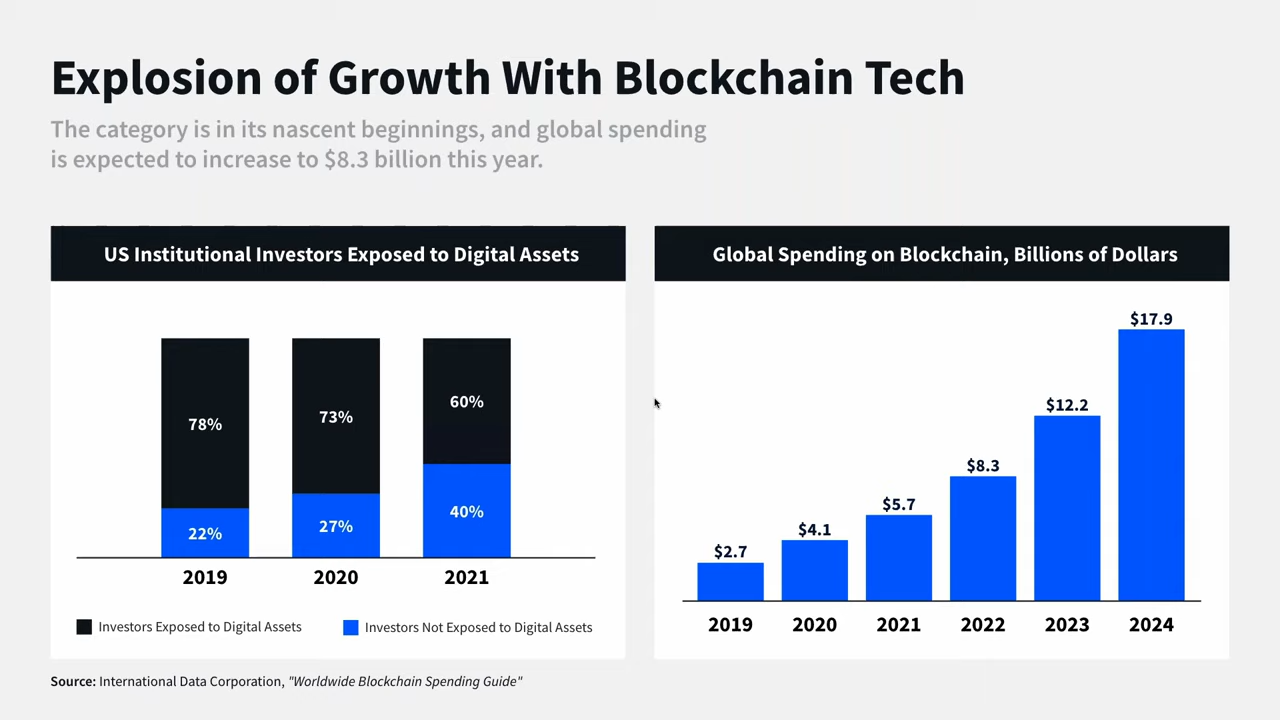 Explosion of Growth With Blockchain Tech
The category is in its nascent beginnings, and global spending
is expected to increase to $8.3 billion this year.
US Institutional Investors Exposed to Digital Assets
78%
73%
60%
22%
27%
40%
2019 2020 2021
Investors Exposed to Digital Assets Investors Not Exposed to Digital Assets
Global Spending on Blockchain, Billions of Dollars
$2.7
$4.1
$5.7
$8.3
$12.2
$17.9
2019 2020 2021 2022 2023 2024
Source: International Data Corporation, "Worldwide Blockchain Spending Guide"